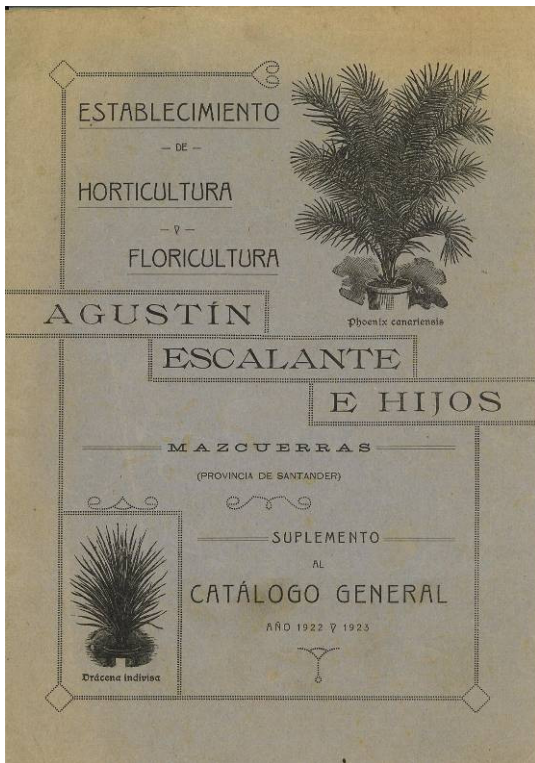 ESTABLECIMIENTO
— DE —
HORTICULTURA
— Y —
FLORICULTURA
Phoenix canariensis
AGUSTÍN
ESCALANTE
E HIJOS
MAZCUERRAS
(PROVINCIA DE SANTANDER)
SUPLEMENTO
AL
CATÁLOGO GENERAL
AÑO 1922 Y 1923
Drácena indivisa